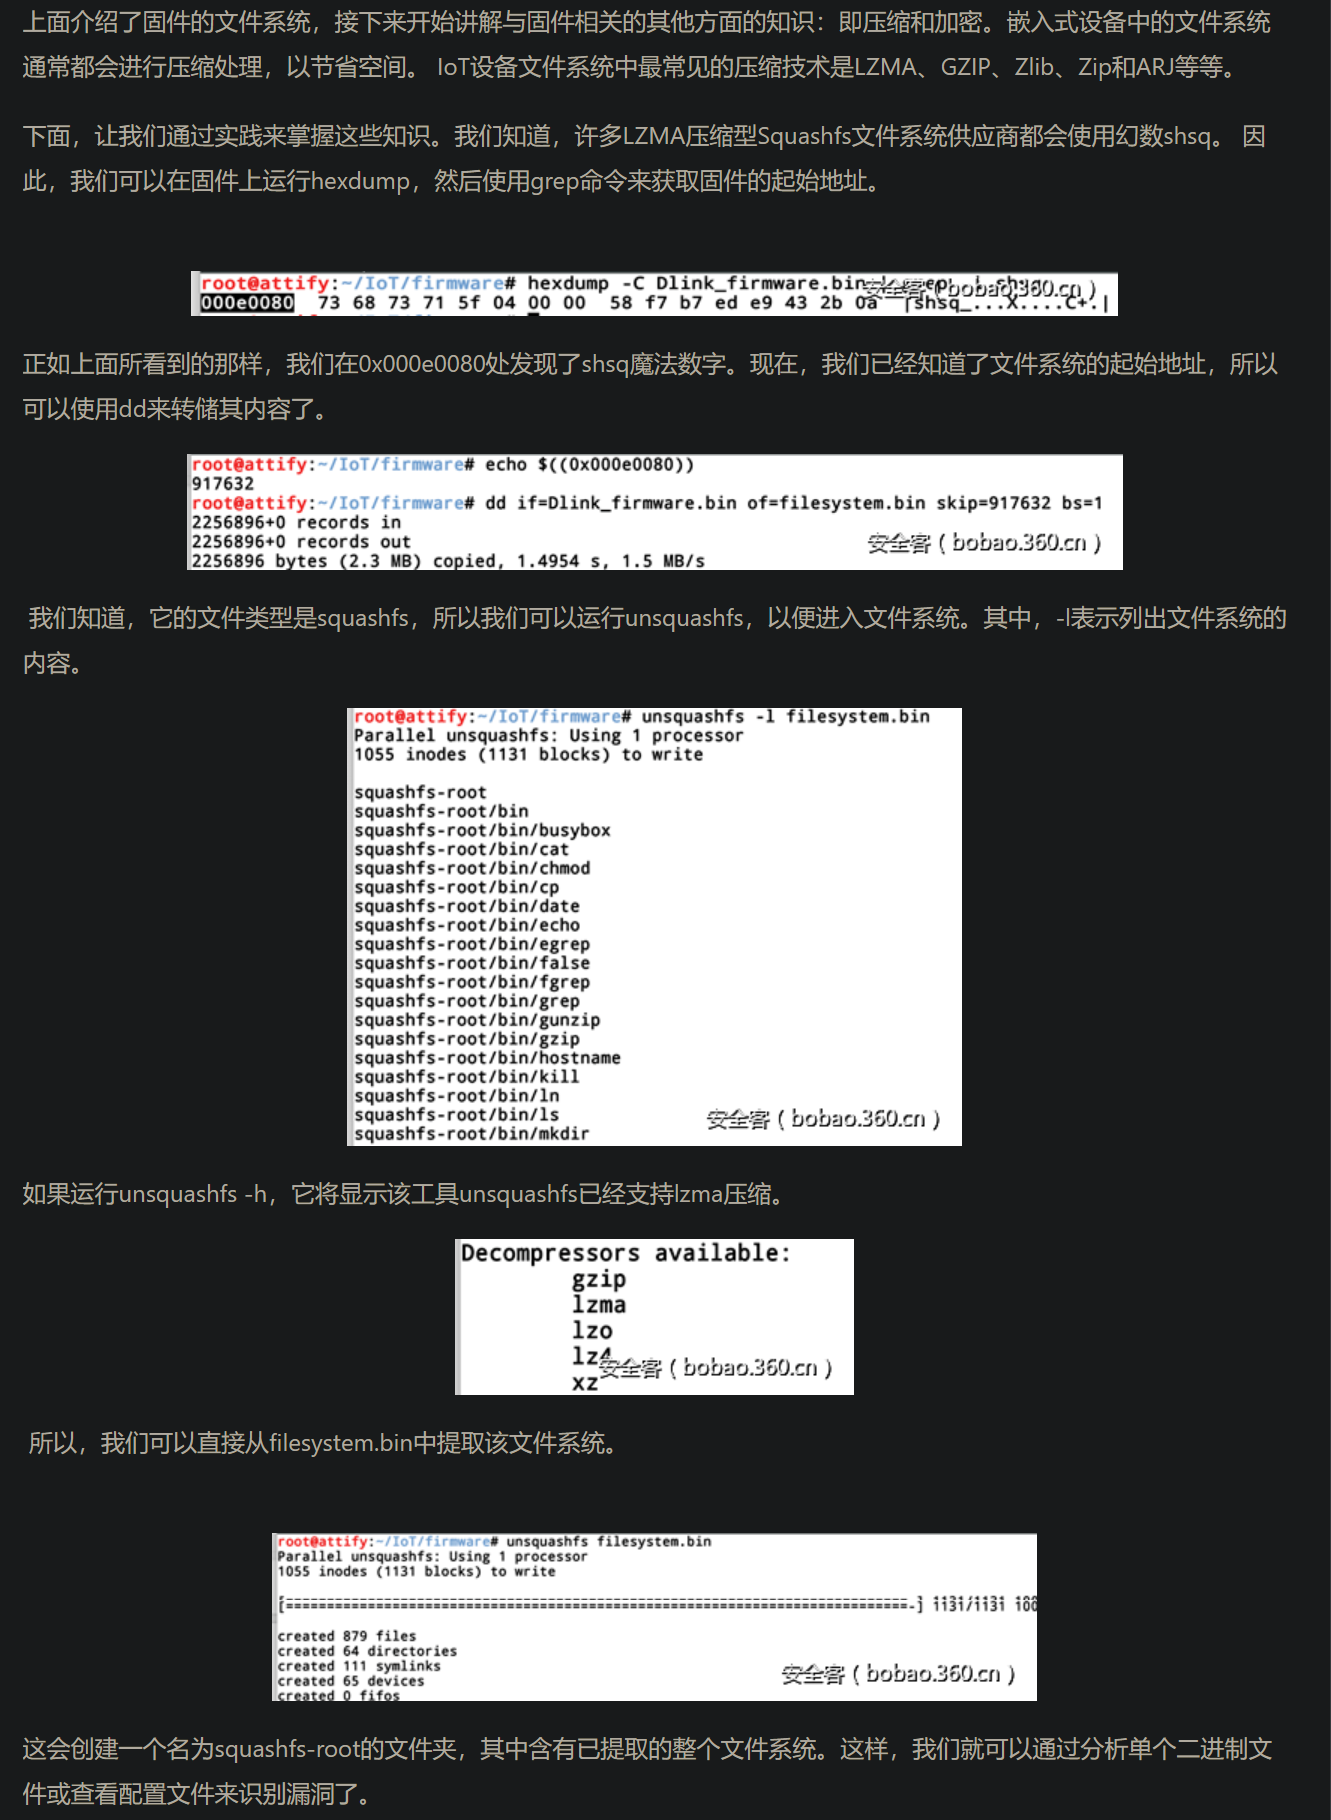 上面介绍了固件的文件系统，接下来开始讲解与固件相关的其他方面的知识：即压缩和加密。嵌入式设备中的文件系统
通常都会进行压缩处理，以节省空间。 IoT设备文件系统中最常见的压缩技术是LZMA、GZIP、Zlib、Zip和ARJ等等。
下面，让我们通过实践来掌握这些知识。我们知道，许多LZMA压缩型Squashfs文件系统供应商都会使用幻数shsq。 因
此，我们可以在固件上运行hexdump，然后使用grep命令来获取固件的起始地址。
root@attify:~/IoT/firmware# hexdump -C Dlink_firmware.bin
安全客（bobao.360.cn）
000e0080 73 68 73 71 5f 04 00 00 58 f7 b7 ed e9 43 2b 0a |shsq_...X....C+.|
正如上面所看到的那样，我们在0x000e0080处发现了shsq魔法数字。现在，我们已经知道了文件系统的起始地址，所以
可以使用dd来转储其内容了。
root@attify:~/IoT/firmware# echo $((0x000e0080))
917632
root@attify:~/IoT/firmware# dd if=Dlink_firmware.bin of=filesystem.bin skip=917632 bs=1
2256896+0 records in
2256896+0 records out
安全客（bobao.360.cn）
2256896 bytes (2.3 MB) copied, 1.4954 s, 1.5 MB/s
我们知道，它的文件类型是squashfs，所以我们可以运行unsquashfs，以便进入文件系统。其中，-l表示列出文件系统的
内容。
root@attify:~/IoT/firmware# unsquashfs -l filesystem.bin
Parallel unsquashfs: Using 1 processor
1055 inodes (1131 blocks) to write
squashfs-root
squashfs-root/bin
squashfs-root/bin/busybox
squashfs-root/bin/cat
squashfs-root/bin/chmod
squashfs-root/bin/cp
squashfs-root/bin/date
squashfs-root/bin/echo
squashfs-root/bin/egrep
squashfs-root/bin/false
squashfs-root/bin/fgrep
squashfs-root/bin/grep
squashfs-root/bin/gunzip
squashfs-root/bin/gzip
squashfs-root/bin/hostname
squashfs-root/bin/kill
squashfs-root/bin/ln
squashfs-root/bin/ls
安全客（bobao.360.cn）
squashfs-root/bin/mkdir
如果运行unsquashfs -h，它将显示该工具unsquashfs已经支持lzma压缩。
Decompressors available:
gzip
lzma
lzo
lz4
安全客（bobao.360.cn）
xz
所以，我们可以直接从filesystem.bin中提取该文件系统。
root@attify:~/IoT/firmware# unsquashfs filesystem.bin
Parallel unsquashfs: Using 1 processor
1055 inodes (1131 blocks) to write
[============================================================================-] 1131/1131 100
created 879 files
created 64 directories
created 111 symlinks
安全客（bobao.360.cn）
created 65 devices
created 0 fifos
这会创建一个名为squashfs-root的文件夹，其中含有已提取的整个文件系统。这样，我们就可以通过分析单个二进制文
件或查看配置文件来识别漏洞了。